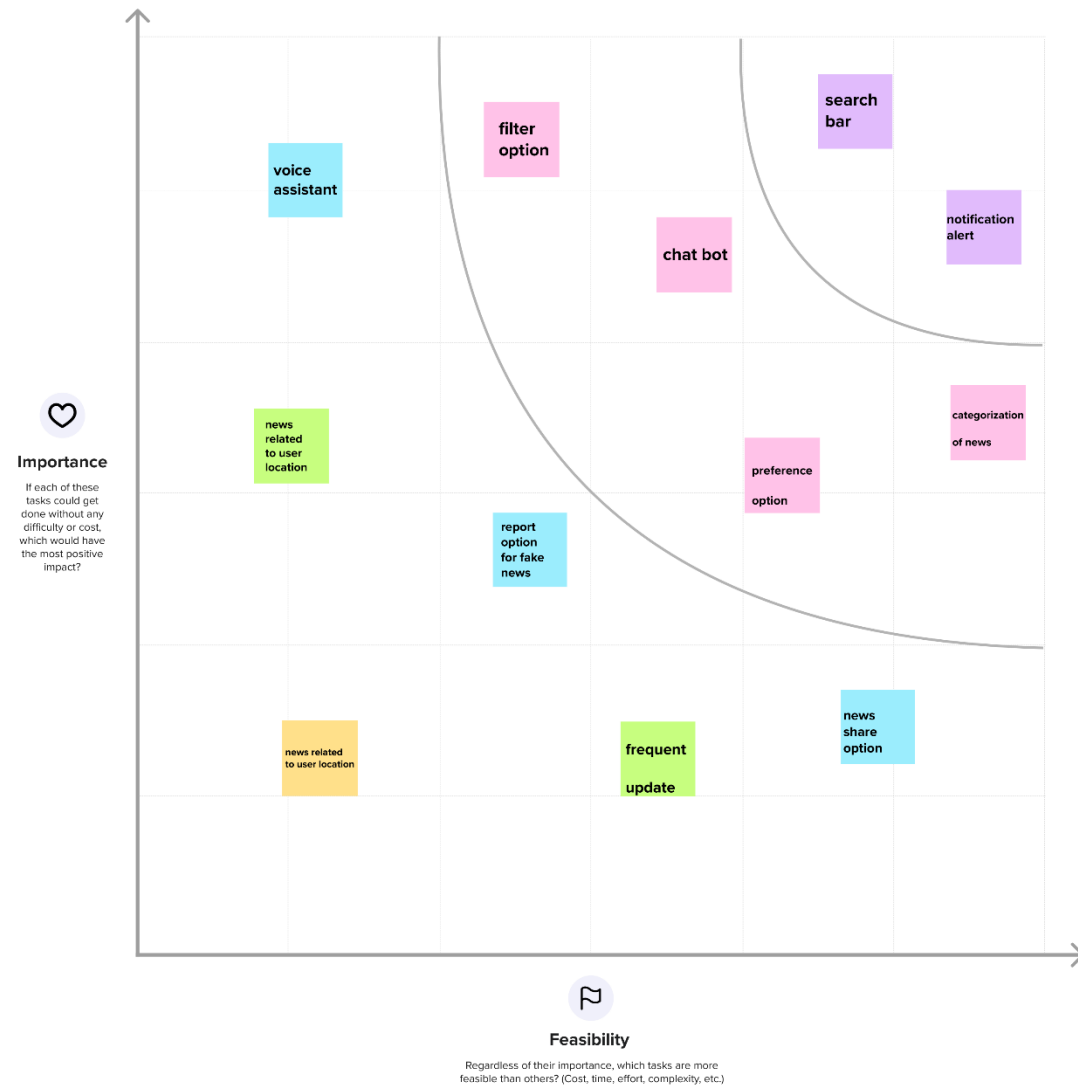 search
bar
filter
option
voice
assistant
notification
alert
chat bot
categorization
of news
news
related
to user
location
preference
option
Importance
If each of these
tasks could get
done without any
difficulty or cost,
which would have
the most positive
impact?
report
option
for fake
news
news
share
option
news related
to user location
frequent
update
Feasibility
Regardless of their importance, which tasks are more
feasible than others? (Cost, time, effort, complexity, etc.)